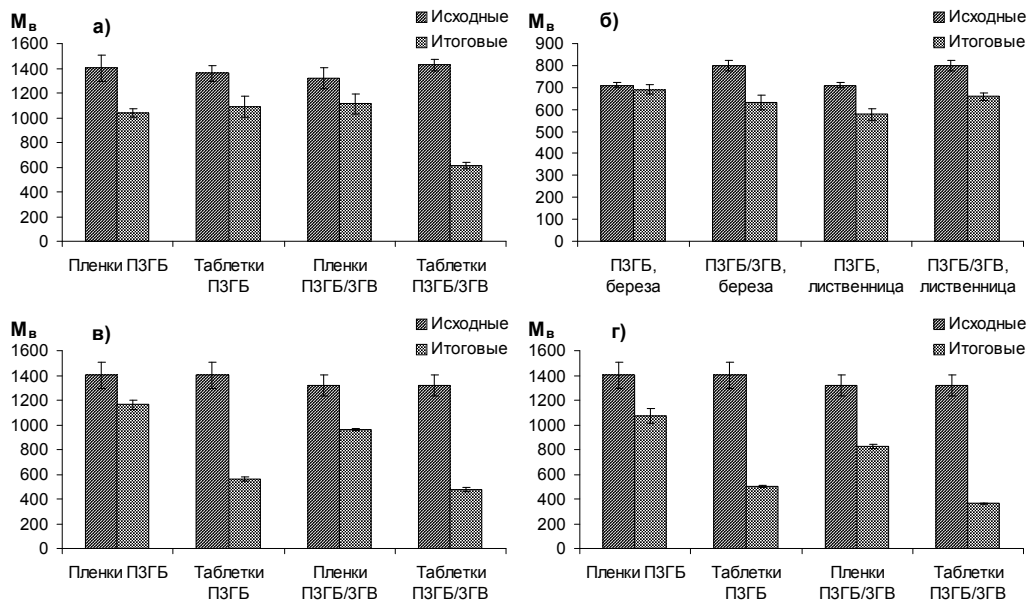 Мв
а)
Исходные
Итоговые
1600
1400
1200
1000
800
600
400
200
0
Пленки ПЗГБ
Таблетки
ПЗГБ
Пленки
ПЗГБ/ЗГВ
Таблетки
ПЗГБ/ЗГВ
Мв
б)
Исходные
Итоговые
900
800
700
600
500
400
300
200
100
0
ПЗГБ,
береза
ПЗГБ/ЗГВ,
береза
ПЗГБ,
лиственница
ПЗГБ/ЗГВ,
лиственница
Мв
в)
Исходные
Итоговые
1600
1400
1200
1000
800
600
400
200
0
Пленки ПЗГБ
Таблетки
ПЗГБ
Пленки
ПЗГБ/ЗГВ
Таблетки
ПЗГБ/ЗГВ
Мв
г)
Исходные
Итоговые
1600
1400
1200
1000
800
600
400
200
0
Пленки ПЗГБ
Таблетки
ПЗГБ
Пленки
ПЗГБ/ЗГВ
Таблетки
ПЗГБ/ЗГВ